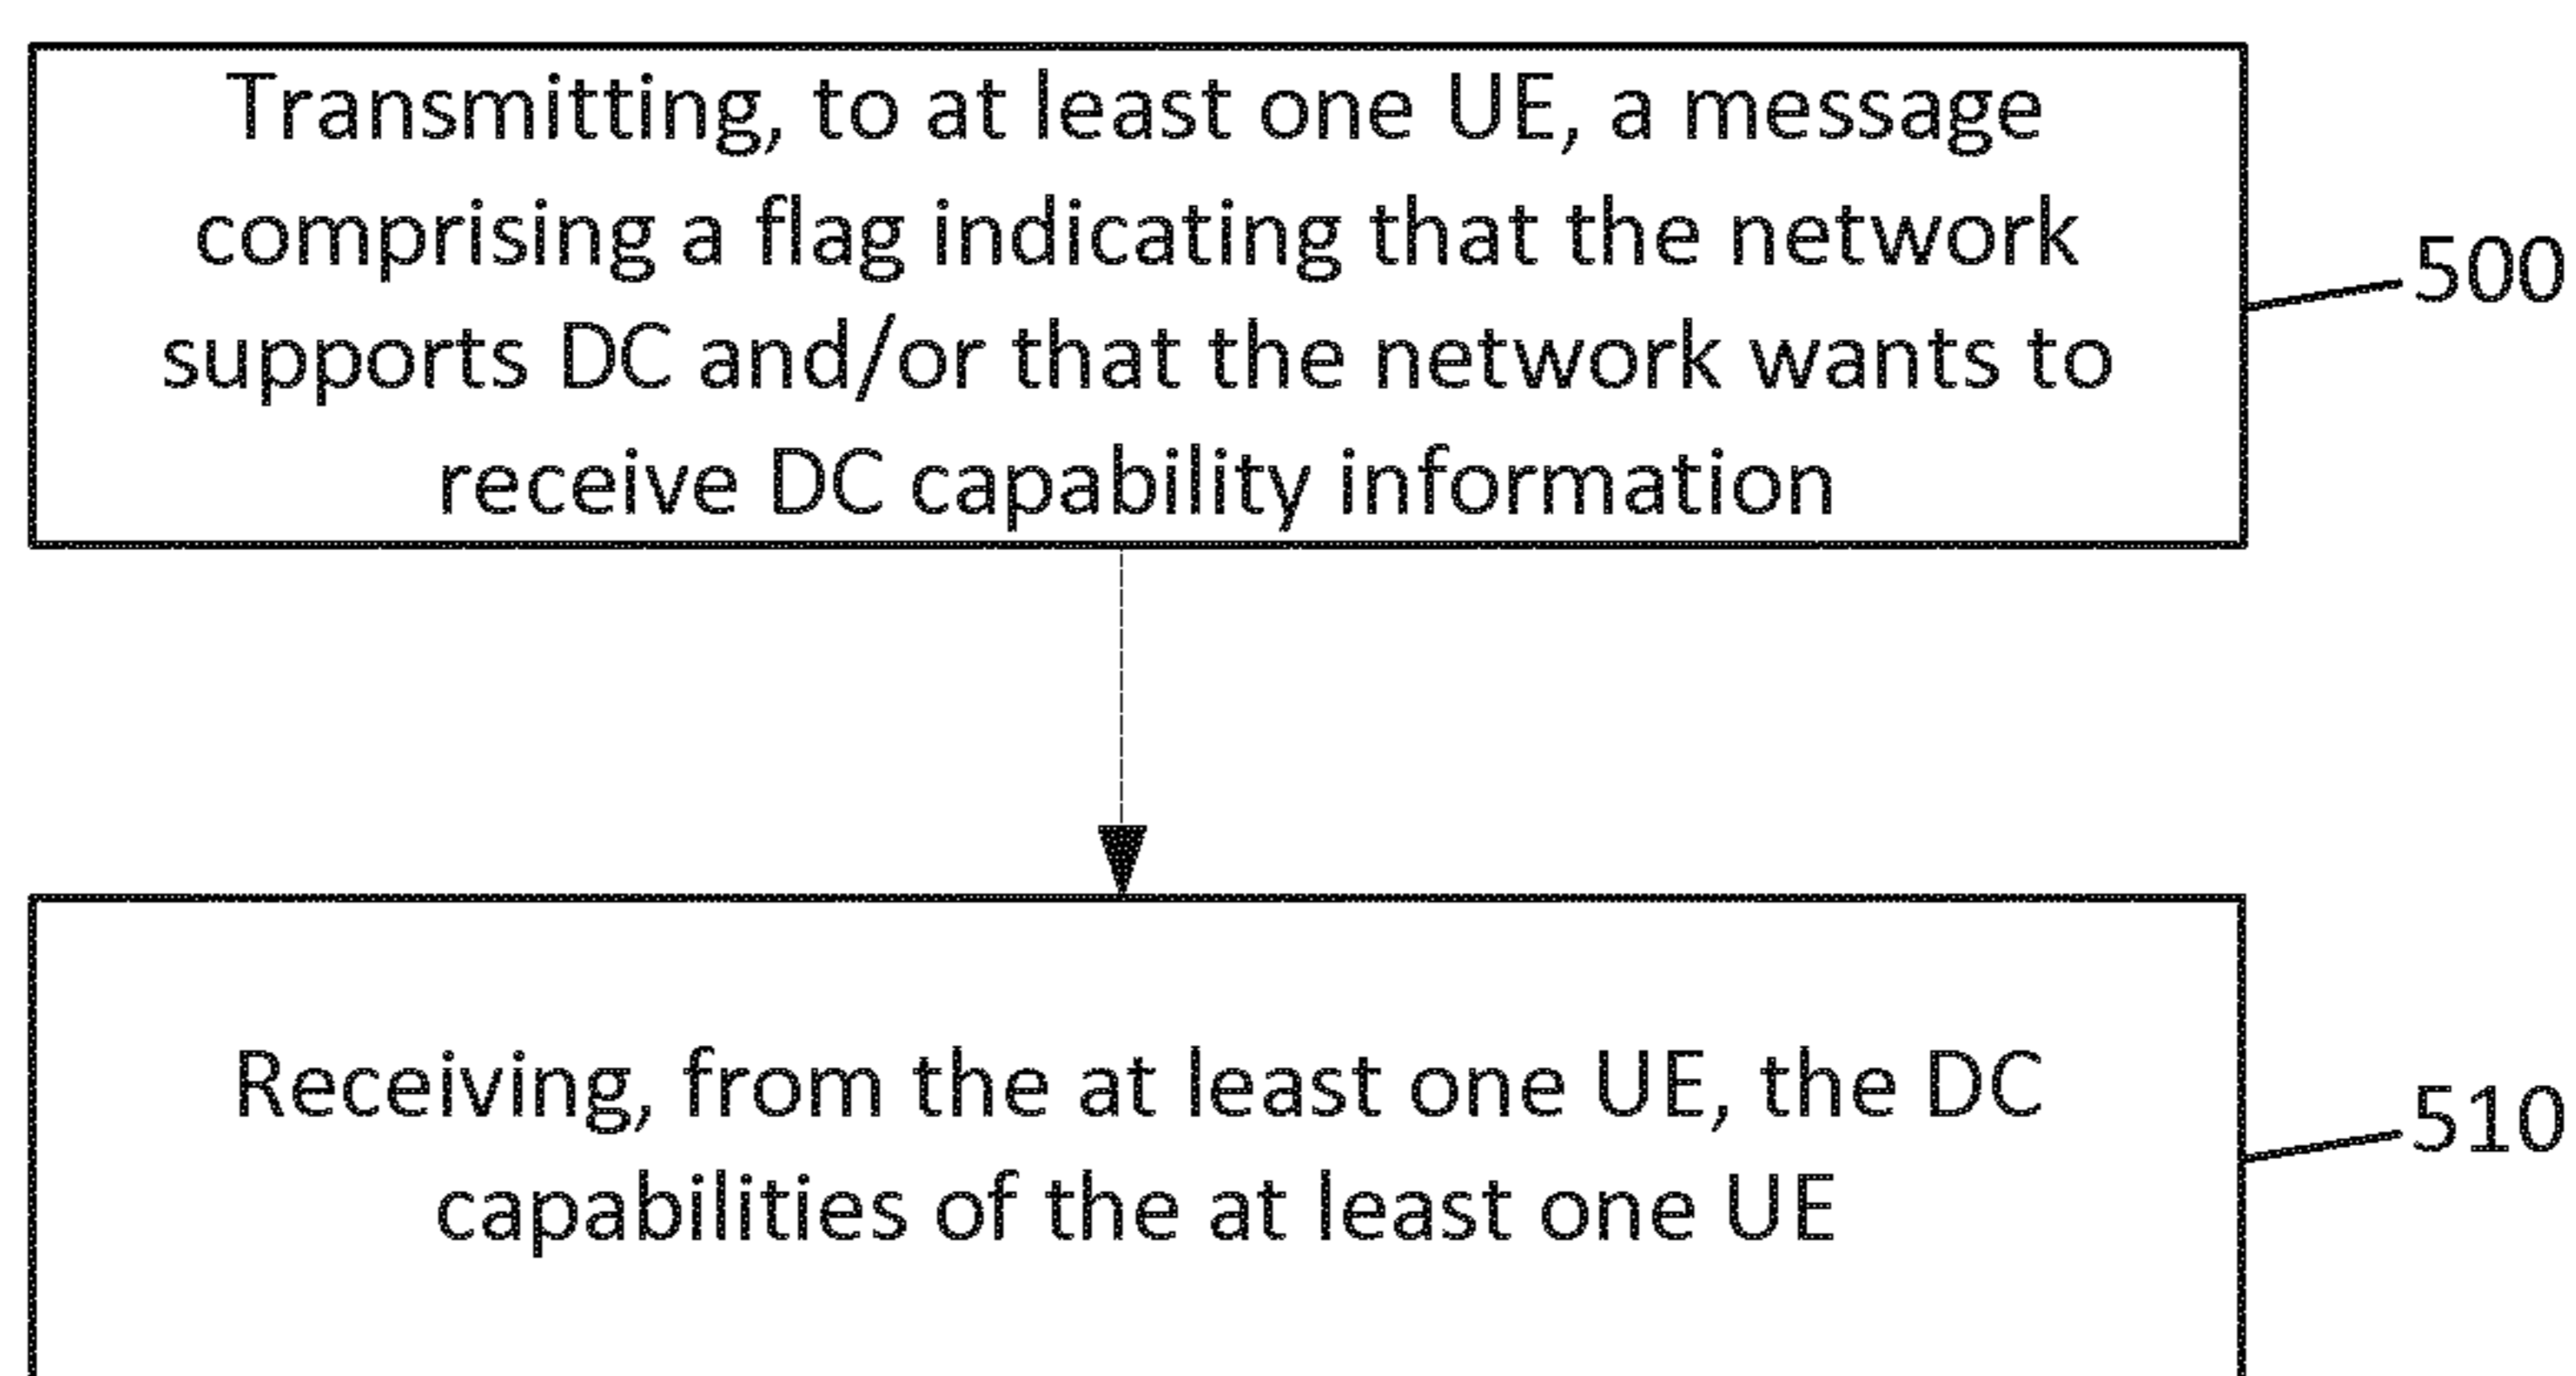 Transmitting, to at least one UE, a message
comprising a flag indicating that the network
supports DC and/or that the network wants to
receive DC capability information
500
Receiving, from the at least one UE, the DC
capabilities of the at least one UE
510